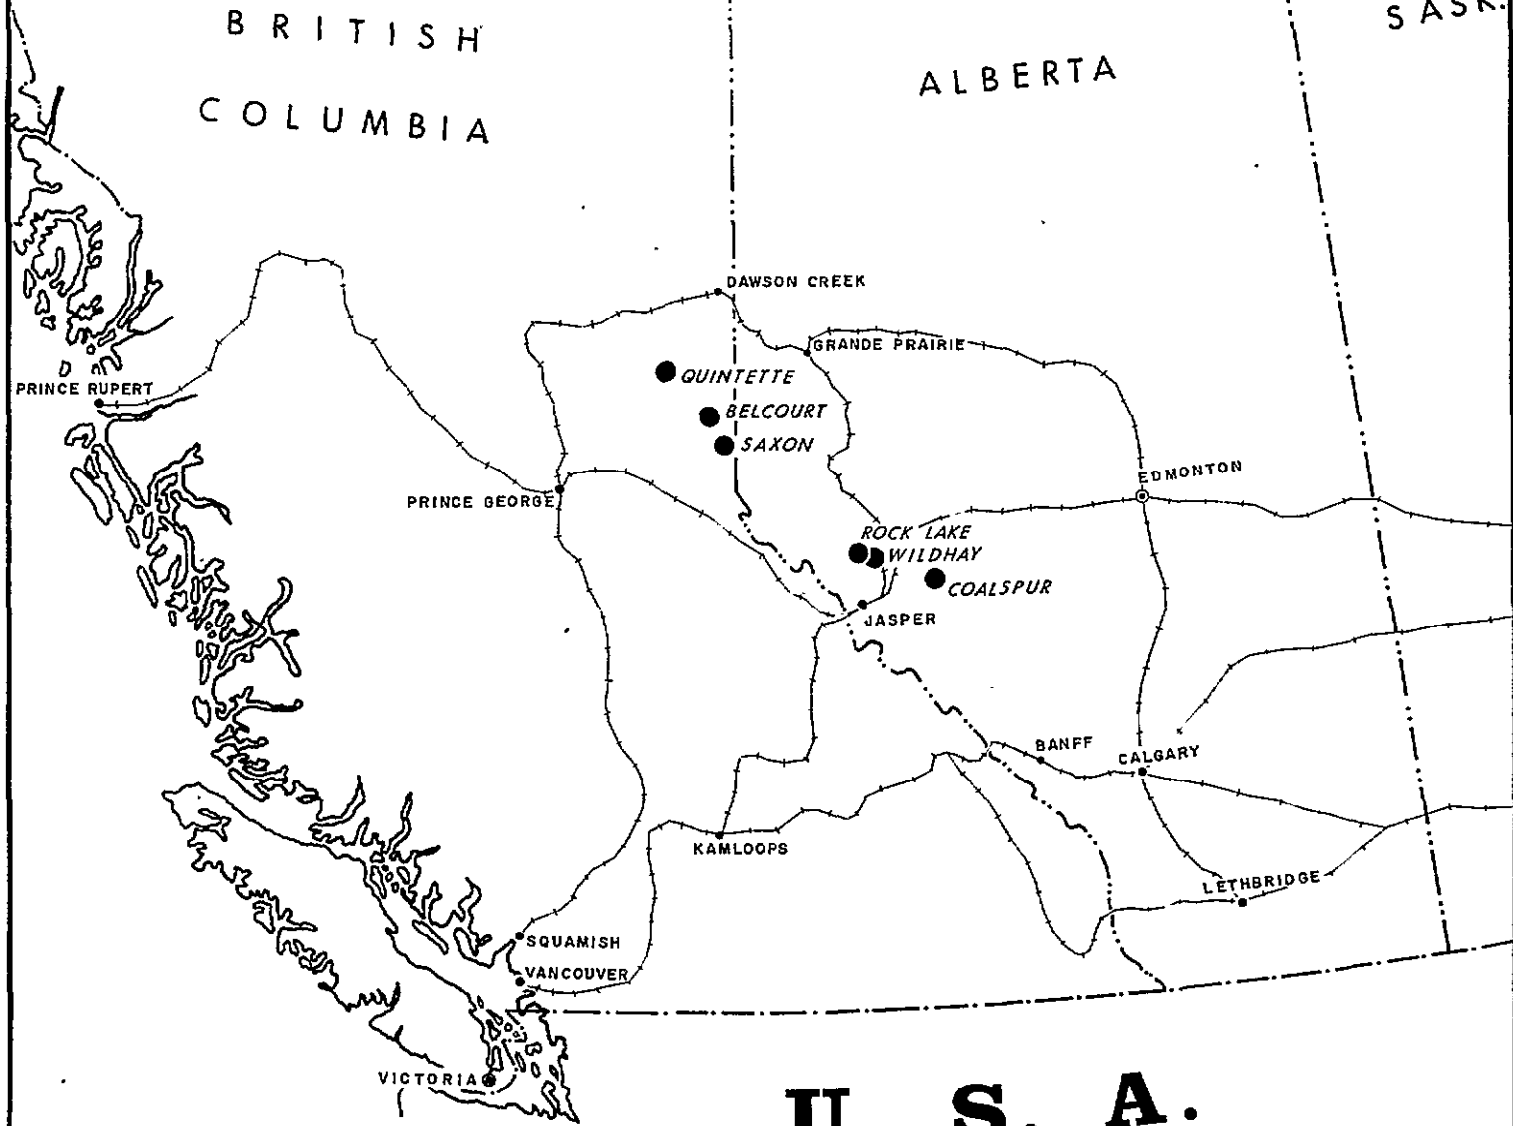 SASK.
BRITISH
COLUMBIA
ALBERTA
DAWSON CREEK
GRANDE PRAIRIE
QUINTETTE
PRINCE RUPERT
BELCOURT
SAXON
EDMONTON
PRINCE GEORGE
ROCK LAKE
WILDHAY
COALSPUR
JASPER
BANFF
CALGARY
KAMLOOPS
LETHBRIDGE
SQUAMISH
VANCOUVER
VICTORIA
U.S.A.